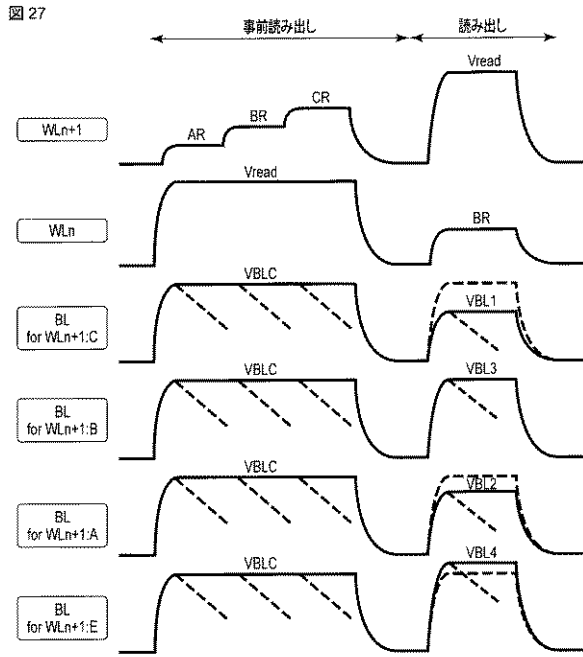 図 27
事前読み出し
読み出し
WLn+1
AR
BR
CR
Vread
WLn
Vread
BR
BL
for WLn+1:C
VBLC
VBL1
BL
for WLn+1:B
VBLC
VBL3
BL
for WLn+1:A
VBLC
VBL2
BL
for WLn+1:E
VBLC
VBL4